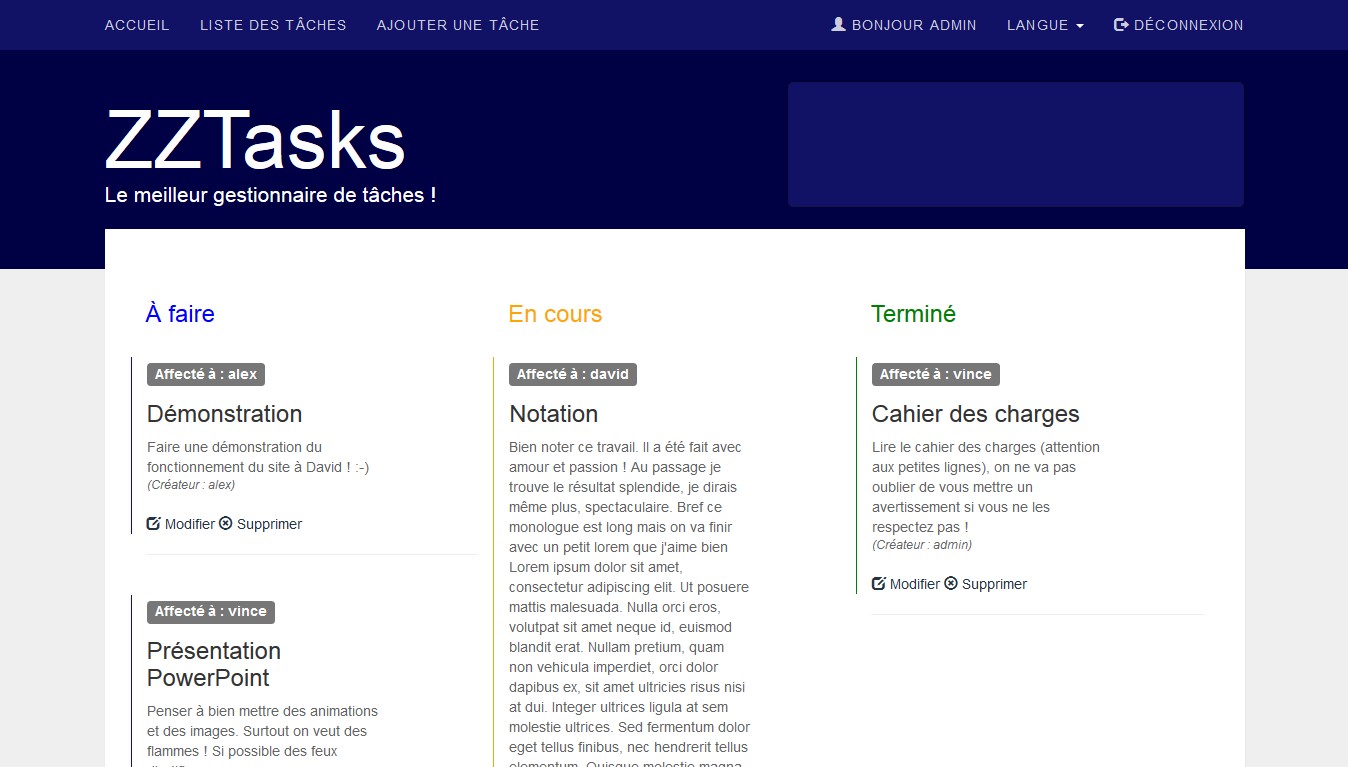 ACCUEIL LISTE DES TÂCHES AJOUTER UNE TÂCHE BONJOUR ADMIN LANGUE DÉCONNEXION
ZZTasks
Le meilleur gestionnaire de tâches !
À faire
Affecté à : alex
Démonstration
Faire une démonstration du
fonctionnement du site à David ! :-)
(Créateur : alex)
Modifier Supprimer
Affecté à : vince
Présentation
PowerPoint
Penser à bien mettre des animations
et des images. Surtout on veut des
flammes ! Si possible des feux
En cours
Affecté à : david
Notation
Bien noter ce travail. Il a été fait avec
amour et passion ! Au passage je
trouve le résultat splendide, je dirais
même plus, spectaculaire. Bref ce
monologue est long mais on va finir
avec un petit lorem que j'aime bien
Lorem ipsum dolor sit amet,
consectetur adipiscing elit. Ut posuere
mattis malesuada. Nulla orci eros,
volutpat sit amet neque id, euismod
blandit erat. Nullam pretium, quam
non vehicula imperdiet, orci dolor
dapibus ex, sit amet ultricies risus nisi
at dui. Integer ultrices ligula at sem
molestie ultrices. Sed fermentum dolor
eget tellus finibus, nec hendrerit tellus
elementum. Quisque molestie magna
Terminé
Affecté à : vince
Cahier des charges
Lire le cahier des charges (attention
aux petites lignes), on ne va pas
oublier de vous mettre un
avertissement si vous ne les
respectez pas !
(Créateur : admin)
Modifier Supprimer